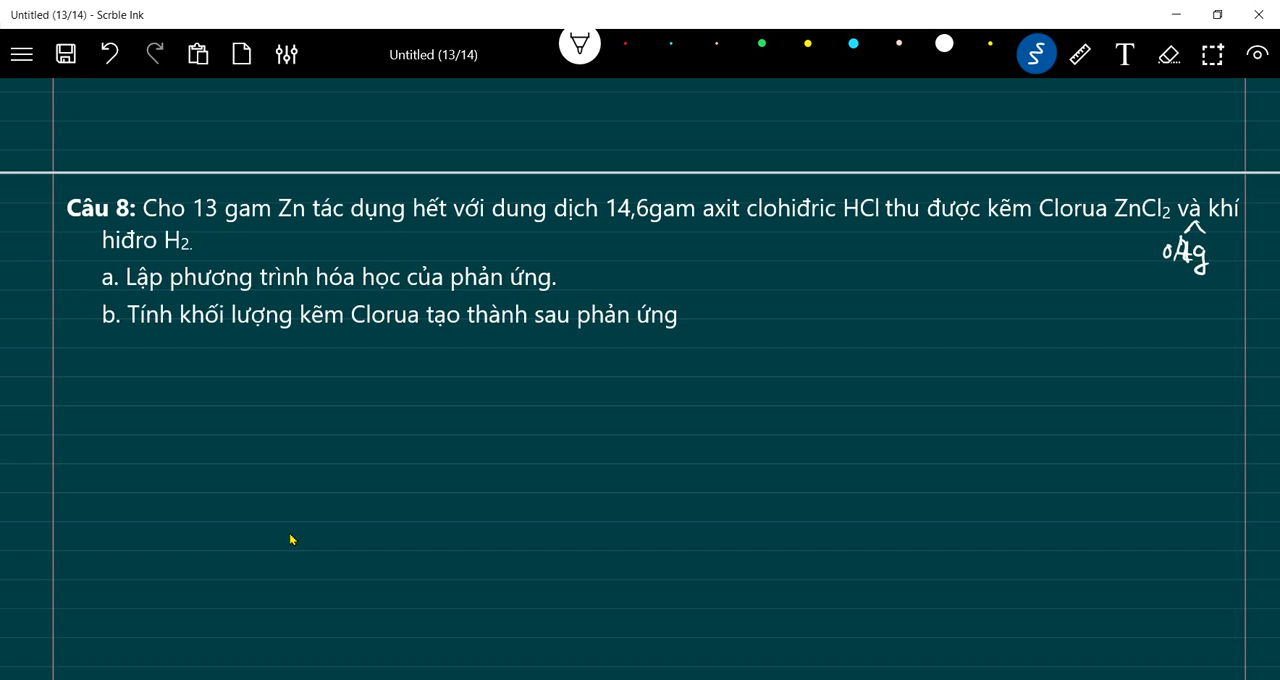 Untitled (13/14) - Scrble Ink
Untitled (13/14)
T
Câu 8: Cho 13 gam Zn tác dụng hết với dung dịch 14,6gam axit clohiđric HCl thu được kẽm Clorua ZnCl₂ và khí
hiđro H₂.
a. Lập phương trình hóa học của phản ứng.
b. Tính khối lượng kẽm Clorua tạo thành sau phản ứng